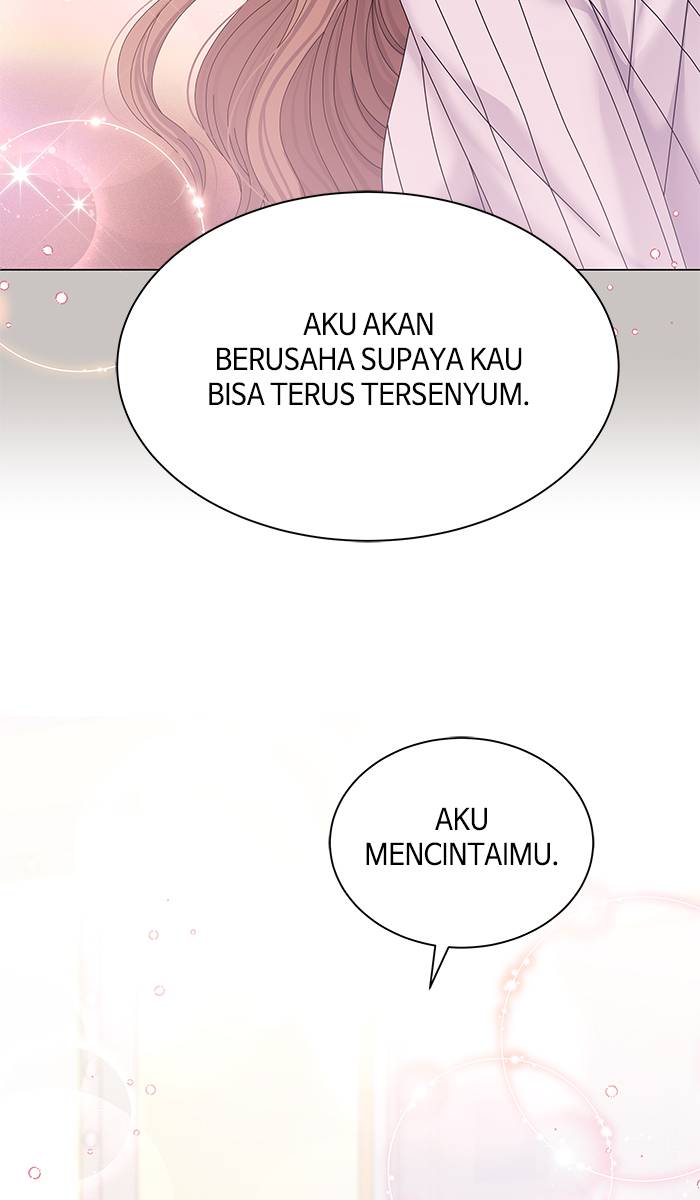 AKU AKAN
BERUSAHA SUPAYA KAU
BISA TERUS TERSENYUM.
AKU
MENCINTAIMU.